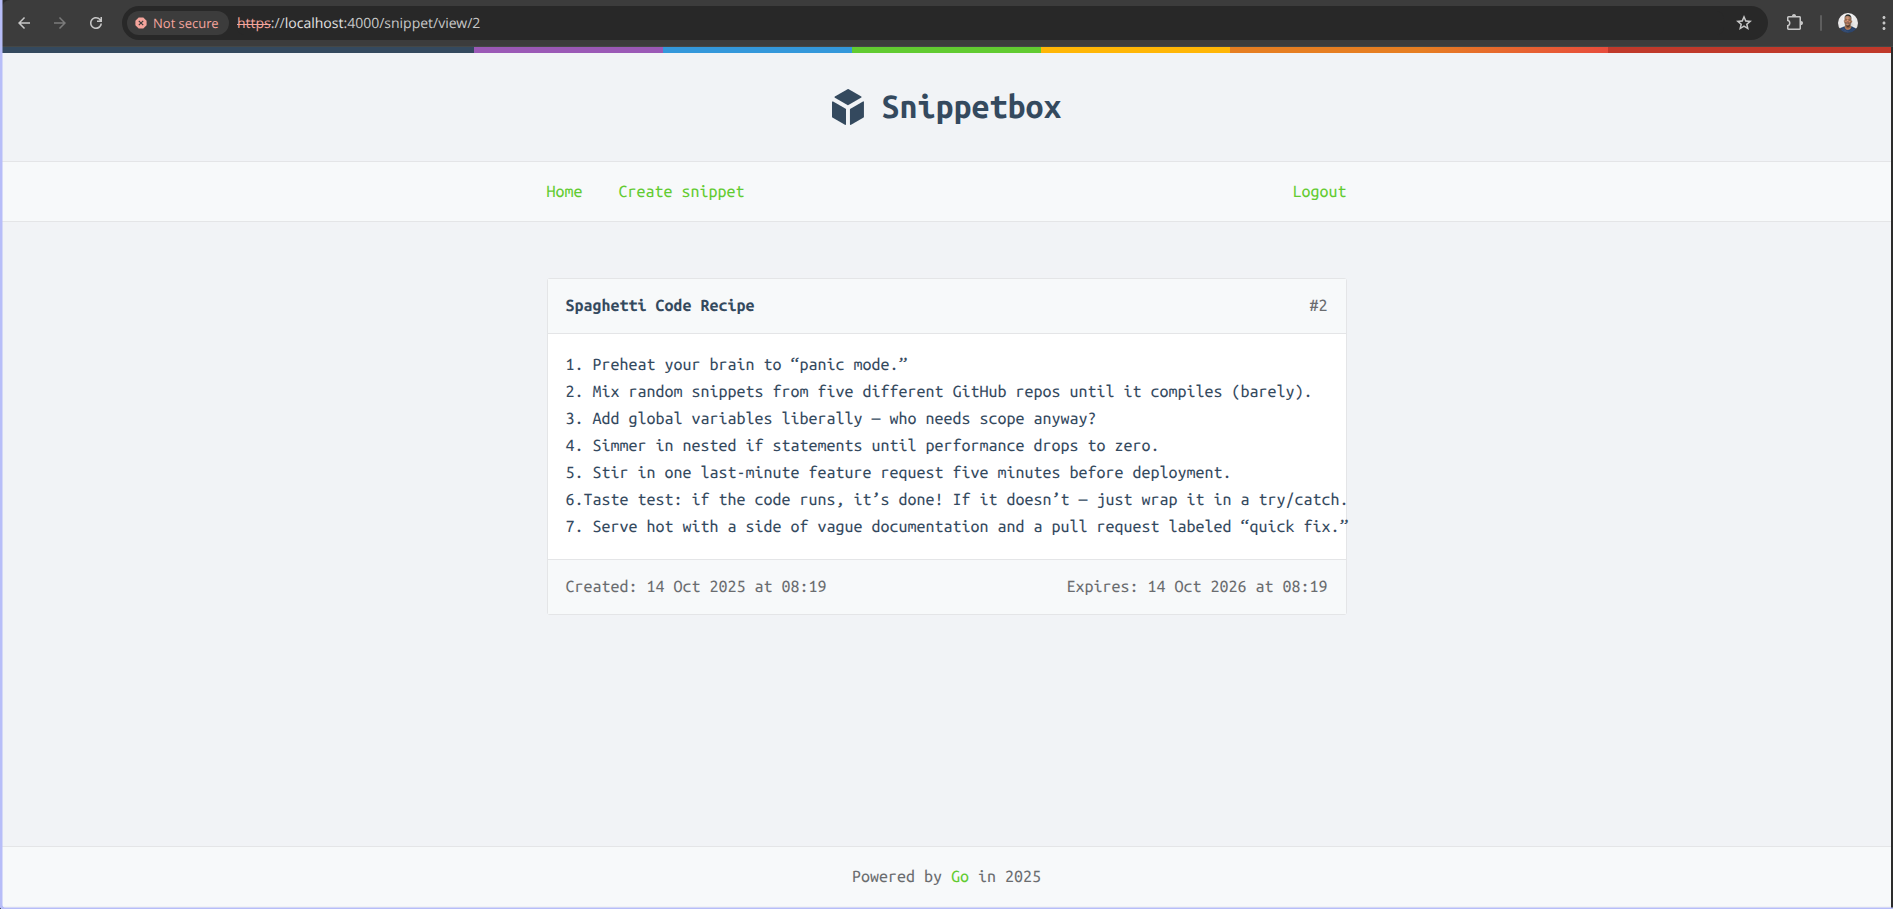 Not secure https://localhost:4000/snippet/view/2
Snippetbox
Home Create snippet Logout
Spaghetti Code Recipe #2
1. Preheat your brain to “panic mode.”
2. Mix random snippets from five different GitHub repos until it compiles (barely).
3. Add global variables liberally — who needs scope anyway?
4. Simmer in nested if statements until performance drops to zero.
5. Stir in one last-minute feature request five minutes before deployment.
6.Taste test: if the code runs, it’s done! If it doesn’t — just wrap it in a try/catch.
7. Serve hot with a side of vague documentation and a pull request labeled “quick fix.”
Created: 14 Oct 2025 at 08:19 Expires: 14 Oct 2026 at 08:19
Powered by Go in 2025